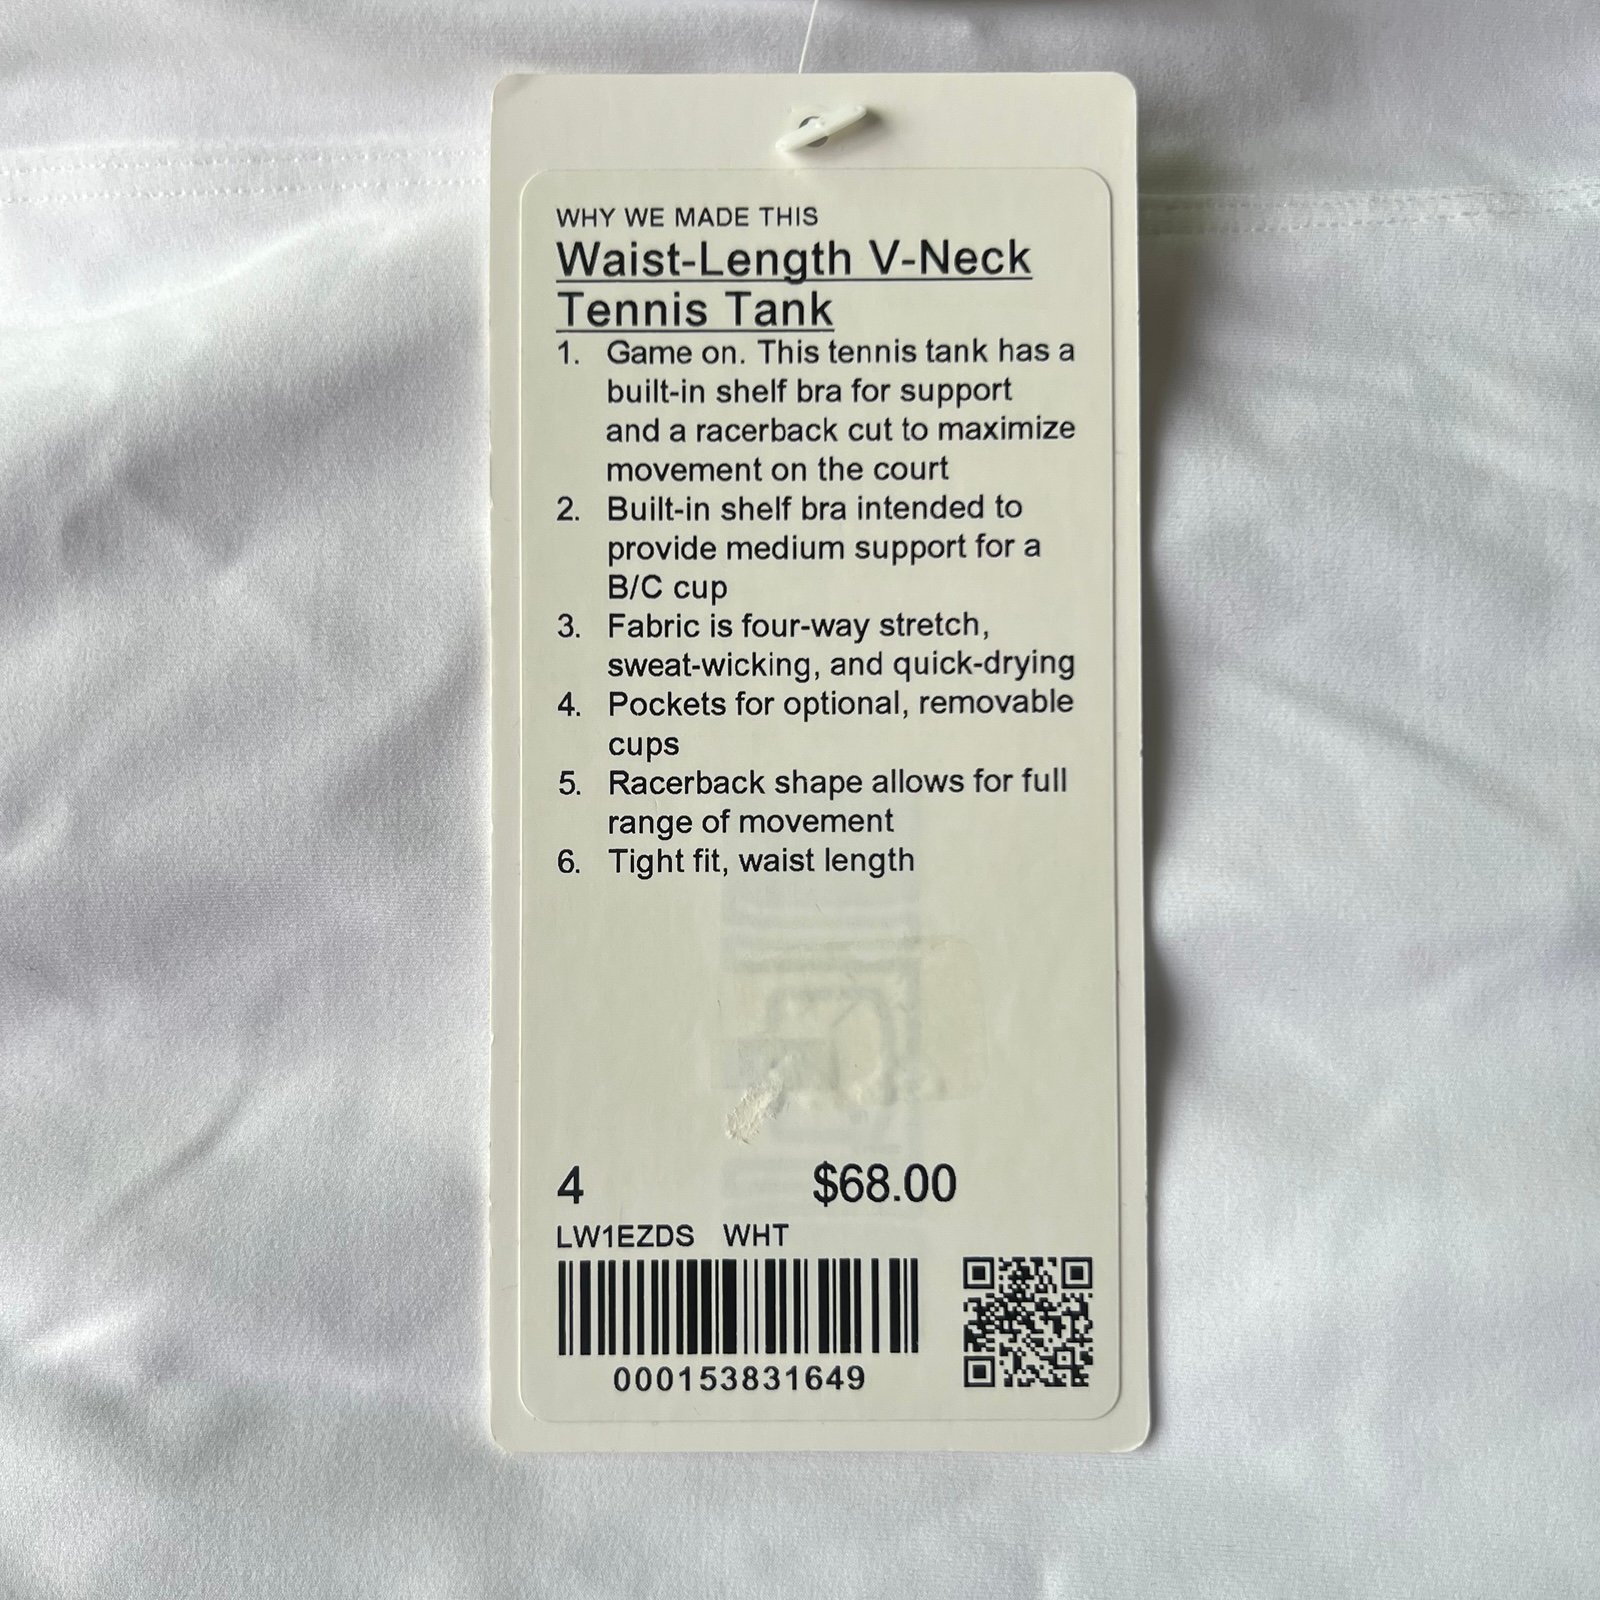 WHY WE MADE THIS
Waist-Length V-Neck
Tennis Tank
1. Game on. This tennis tank has a
built-in shelf bra for support
and a racerback cut to maximize
movement on the court
2. Built-in shelf bra intended to
provide medium support for a
B/C cup
3. Fabric is four-way stretch,
sweat-wicking, and quick-drying
4. Pockets for optional, removable
cups
5. Racerback shape allows for full
range of movement
6. Tight fit, waist length
4 $68.00
LW1EZDS WHT
000153831649